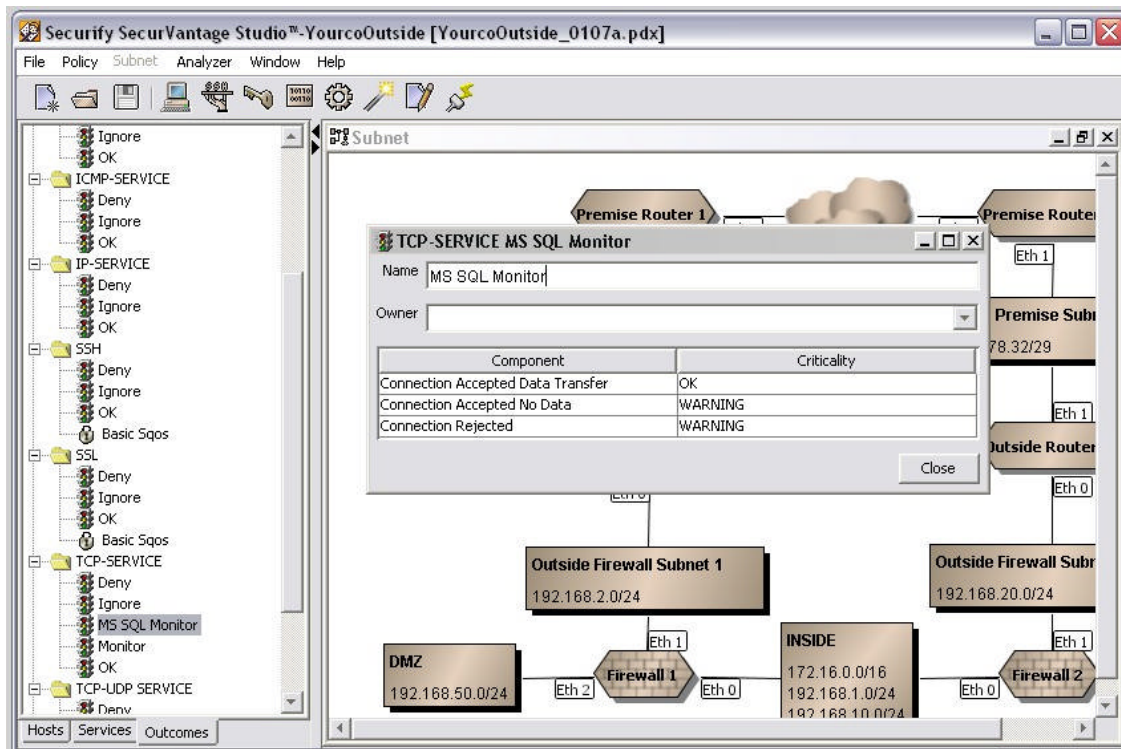 Securify SecurVantage Studio™-YourcoOutside [YourcoOutside_0107a.pdx]
File Policy Subnet Analyzer Window Help
Ignore
OK
ICMP-SERVICE
Deny
Ignore
OK
IP-SERVICE
Deny
Ignore
OK
SSH
Deny
Ignore
OK
Basic Sqos
SSL
Deny
Ignore
OK
Basic Sqos
TCP-SERVICE
Deny
Ignore
MS SQL Monitor
Monitor
OK
TCP-UDP SERVICE
Deny
Hosts Services Outcomes
Subnet
Premise Router 1
Premise Router
Eth 1
TCP-SERVICE MS SQL Monitor
Name MS SQL Monitor
Owner
Component Criticality
Connection Accepted Data Transfer OK
Connection Accepted No Data WARNING
Connection Rejected WARNING
Close
Premise Subr
78.32/29
Eth 1
Outside Router
Eth 0
Outside Firewall Subnet 1
192.168.2.0/24
Outside Firewall Subr
192.168.20.0/24
Eth 1
Eth 1
DMZ
192.168.50.0/24
Eth 2
Firewall 1
Eth 0
INSIDE
172.16.0.0/16
192.168.1.0/24
192.168.10.0/24
Eth 0
Firewall 2